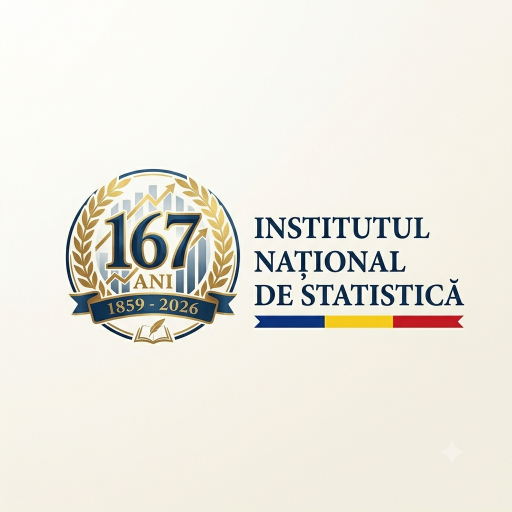 167
ANI
1859 - 2026
INSTITUTUL
NAȚIONAL
DE STATISTICĂ